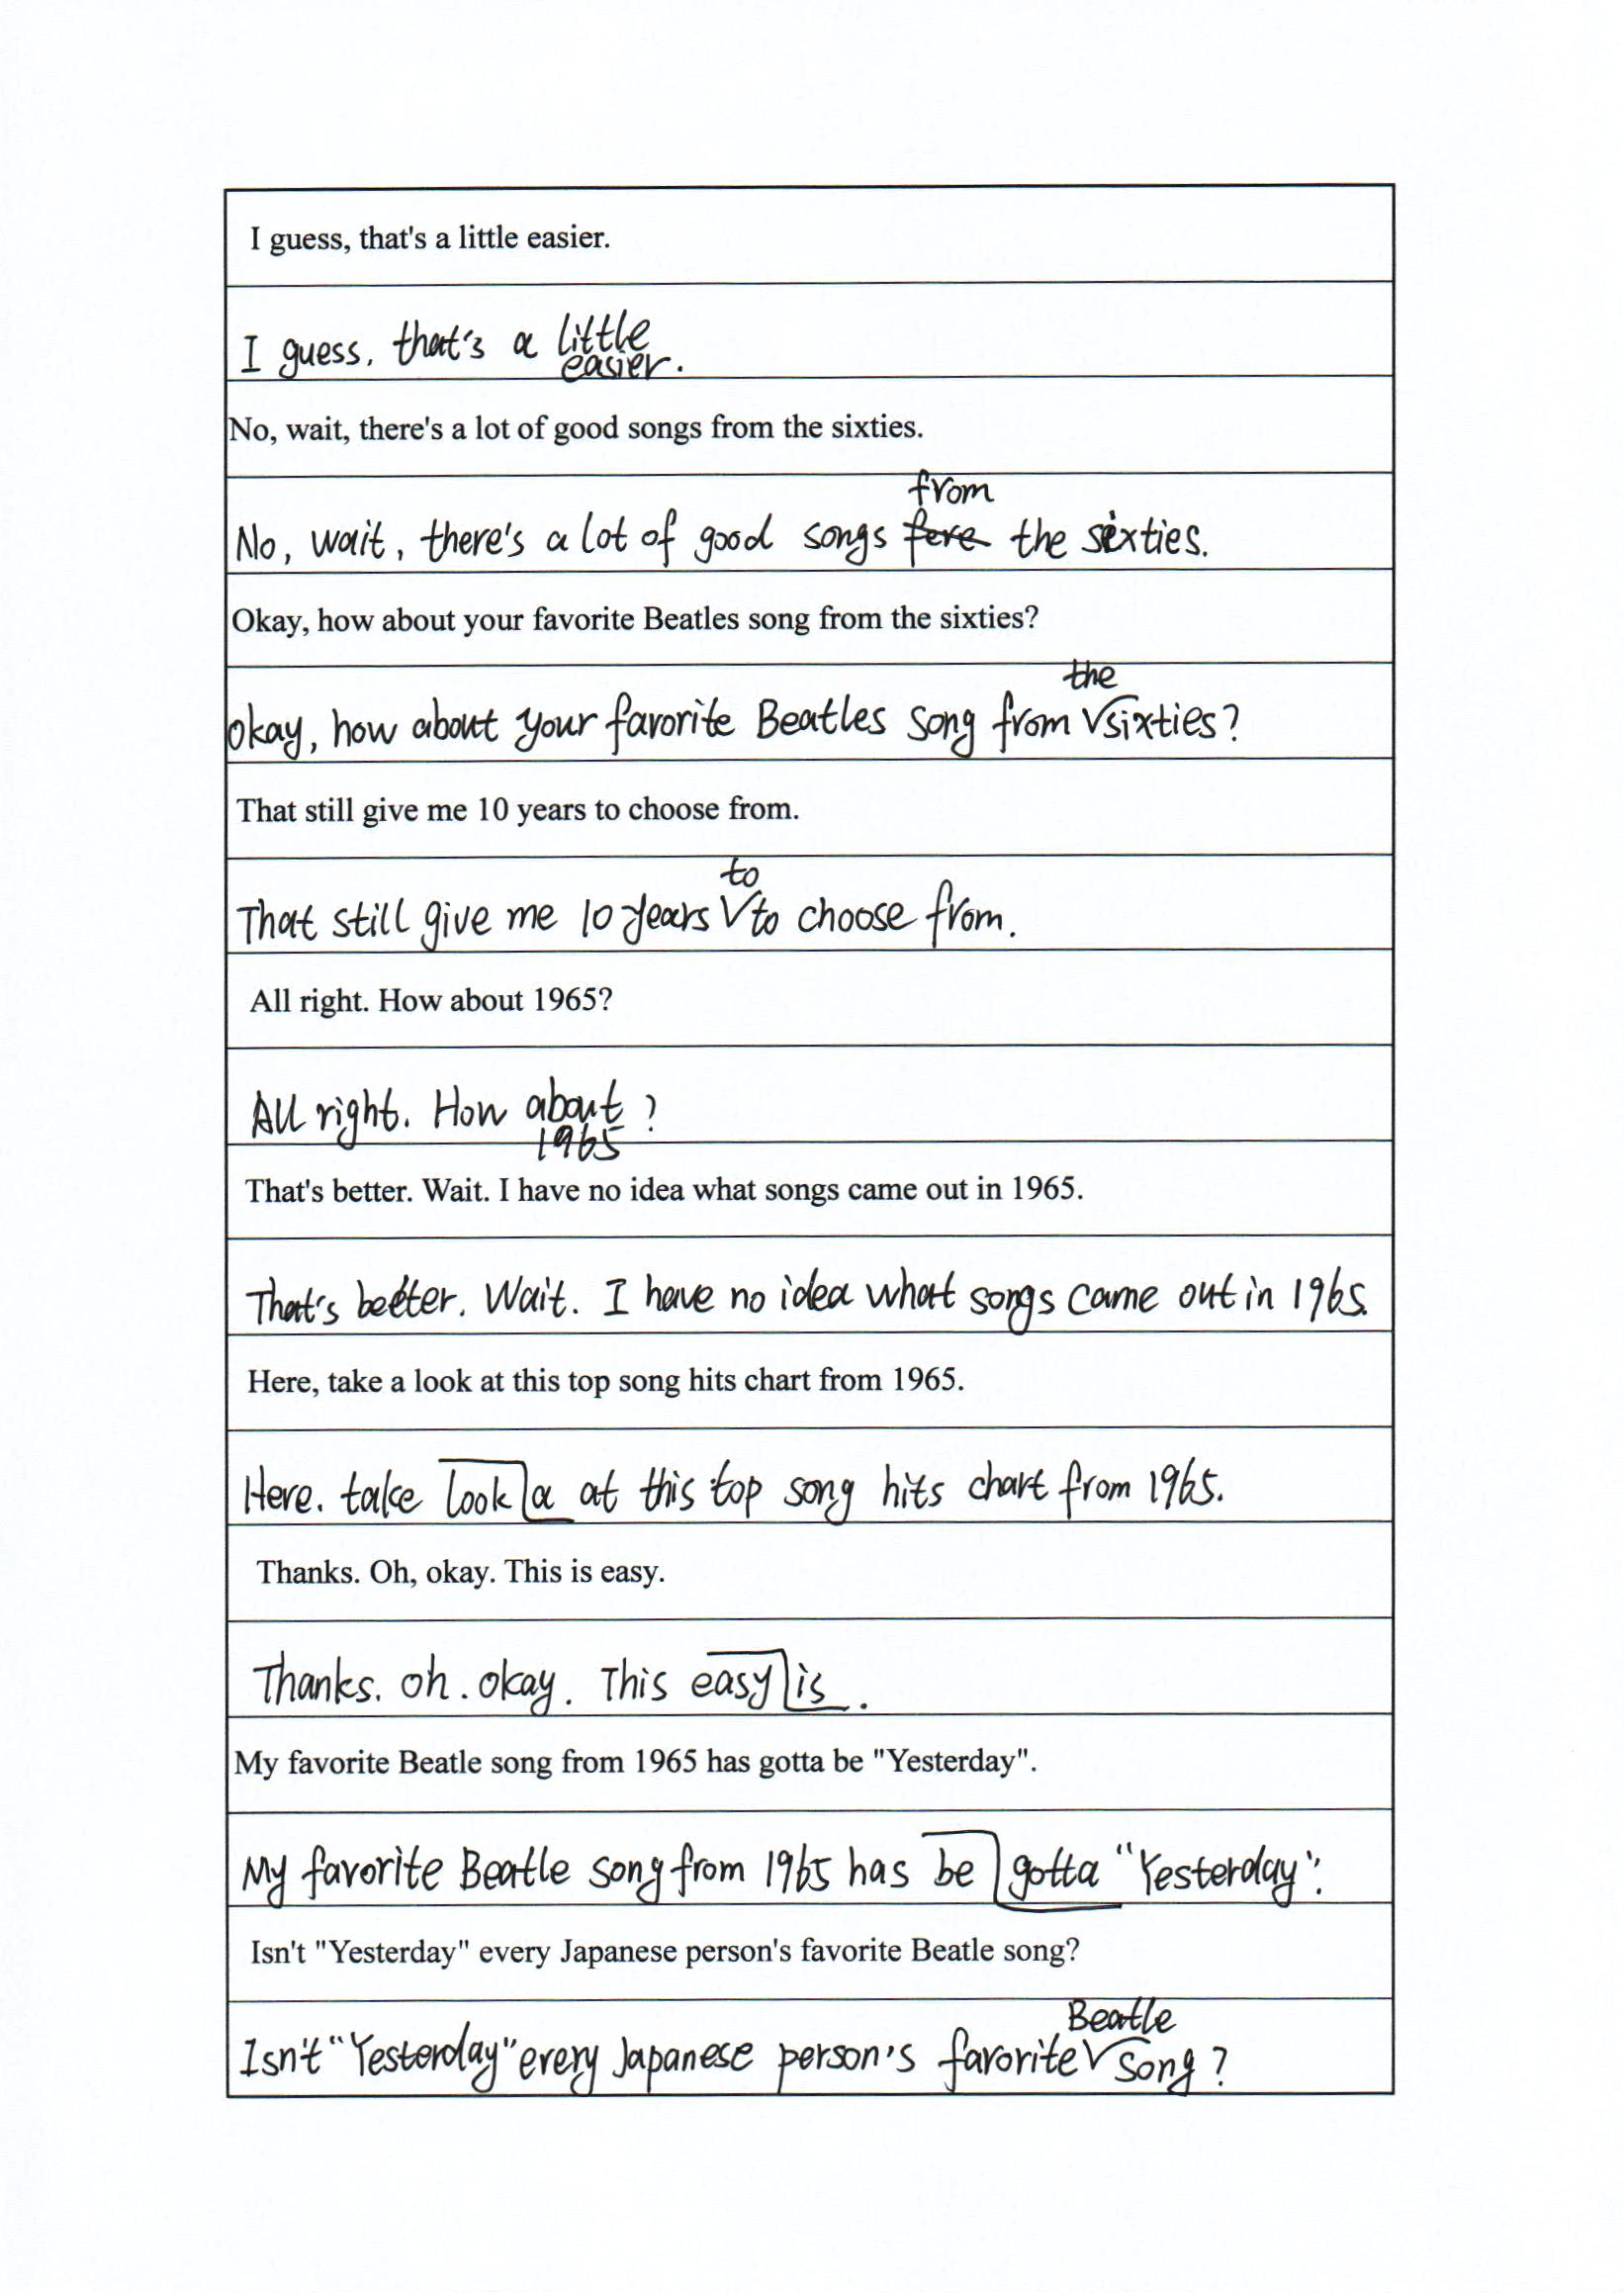 I guess, that's a little easier.
I guess. that's a little
easier.
No, wait, there's a lot of good songs from the sixties.
from
No, wait, there's a lot of good songs fere the sixties.
Okay, how about your favorite Beatles song from the sixties?
the
okay, how about your favorite Beatles song from sixties?
That still give me 10 years to choose from.
to
That still give me 10 years to choose from.
All right. How about 1965?
All right. How about ?
1965
That's better. Wait. I have no idea what songs came out in 1965.
That's better. Wait. I have no idea what songs came out in 1965.
Here, take a look at this top song hits chart from 1965.
Here. take look a at this top song hits chart from 1965.
Thanks. Oh, okay. This is easy.
Thanks. oh. okay. This easy is.
My favorite Beatle song from 1965 has gotta be "Yesterday".
My favorite Beatle song from 1965 has be gotta "Yesterday".
Isn't "Yesterday" every Japanese person's favorite Beatle song?
Beatle
Isn't "Yesterday" every Japanese person's favorite song?